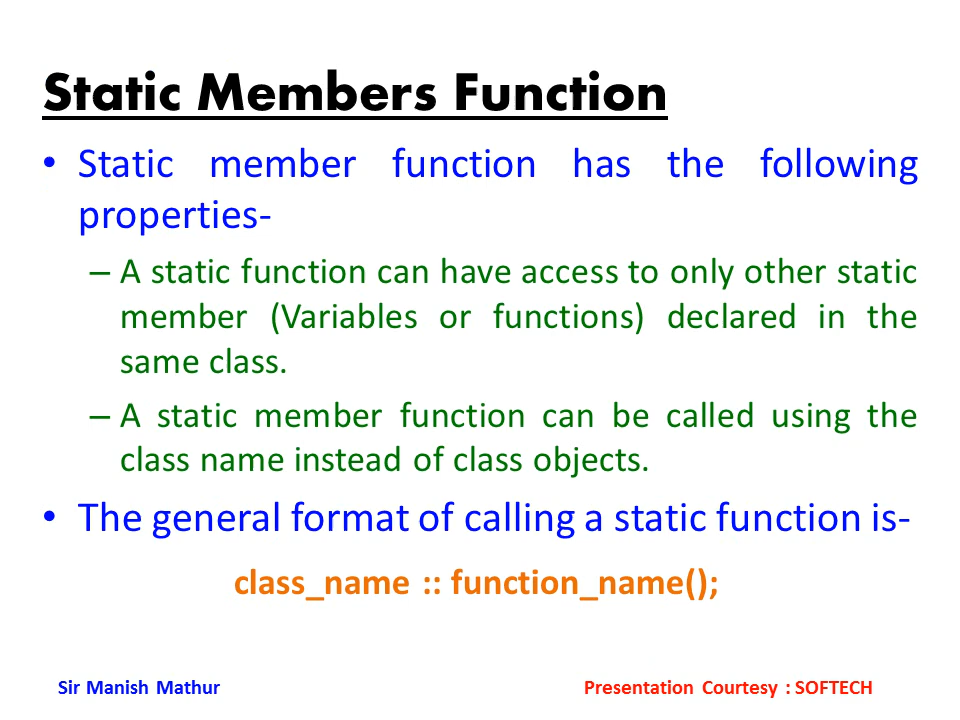 Static Members Function
• Static member function has the following
properties-
– A static function can have access to only other static
member (Variables or functions) declared in the
same class.
– A static member function can be called using the
class name instead of class objects.
• The general format of calling a static function is-
class_name :: function_name();
Sir Manish Mathur Presentation Courtesy : SOFTECH